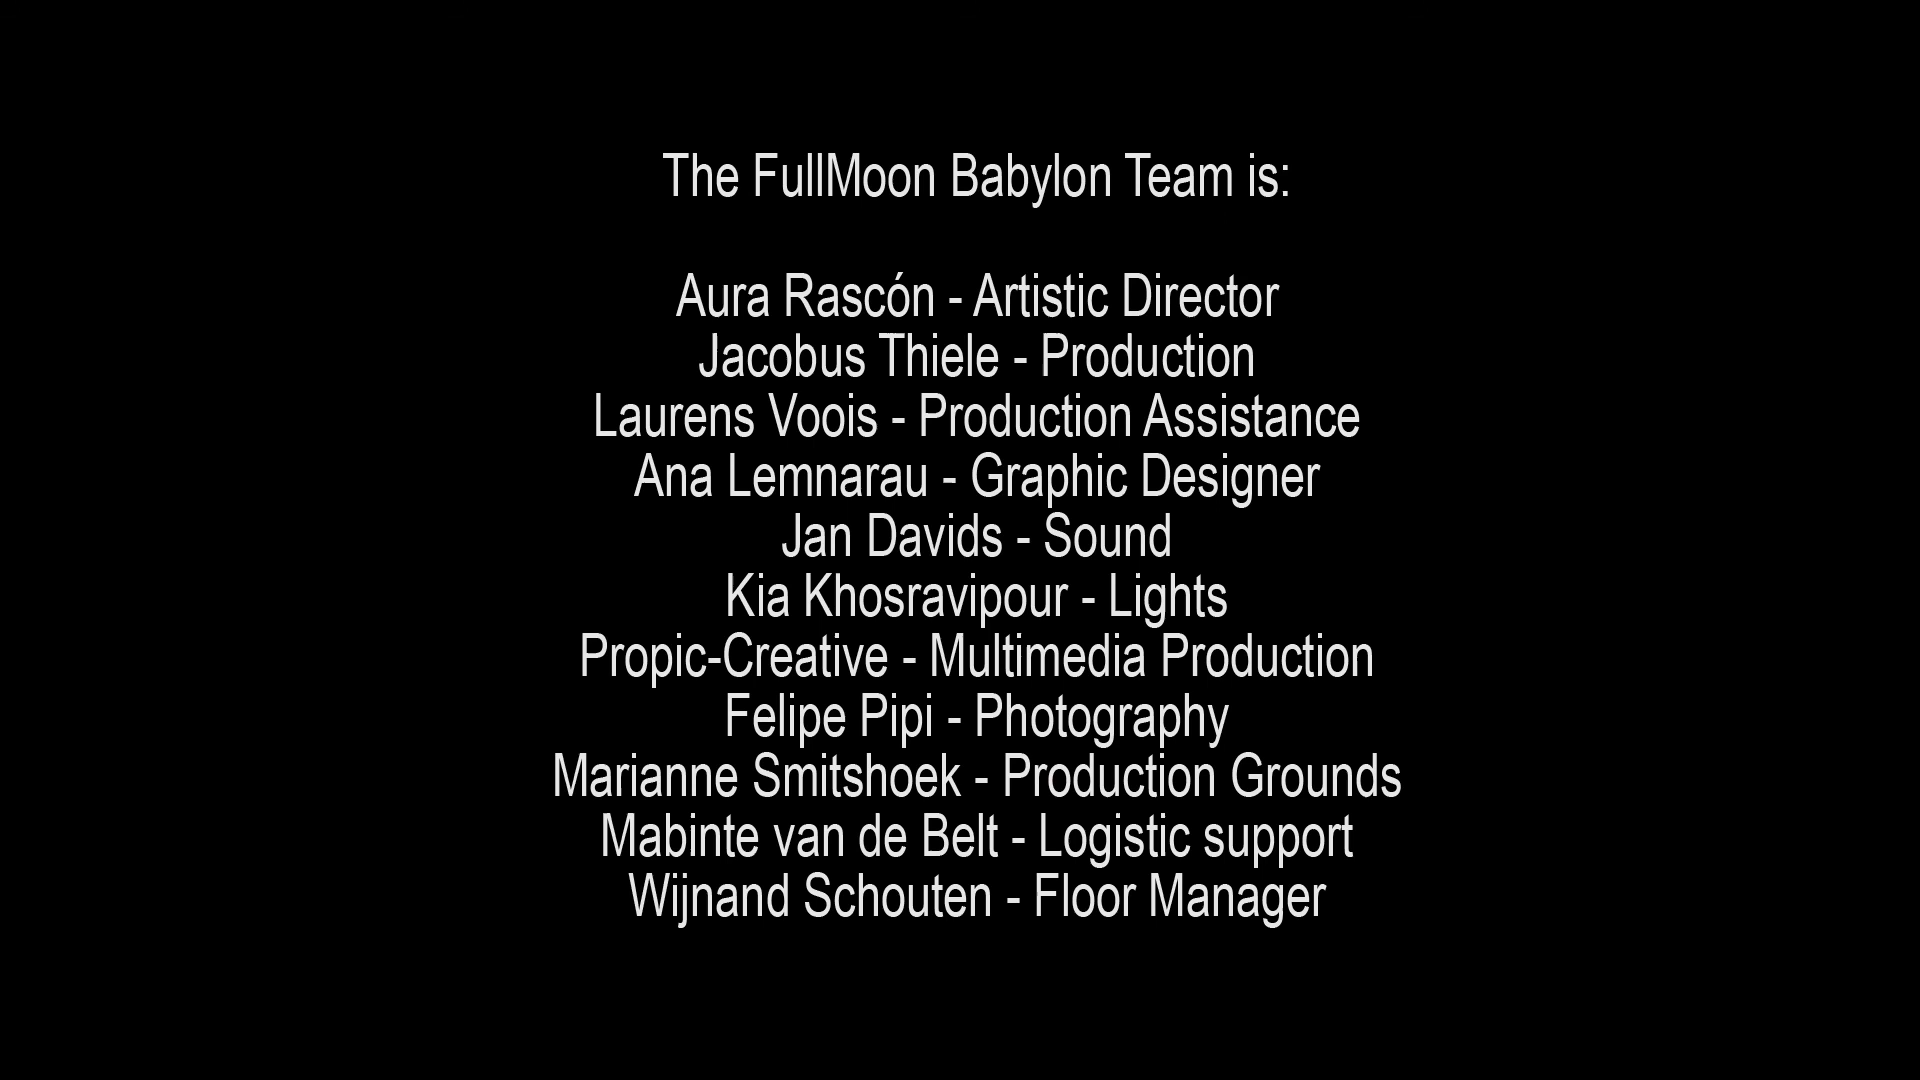 The FullMoon Babylon Team is:
Aura Rascón - Artistic Director
Jacobus Thiele - Production
Laurens Voois - Production Assistance
Ana Lemnarau - Graphic Designer
Jan Davids - Sound
Kia Khosravipour - Lights
Propic-Creative - Multimedia Production
Felipe Pipi - Photography
Marianne Smitshoek - Production Grounds
Mabinte van de Belt - Logistic support
Wijnand Schouten - Floor Manager